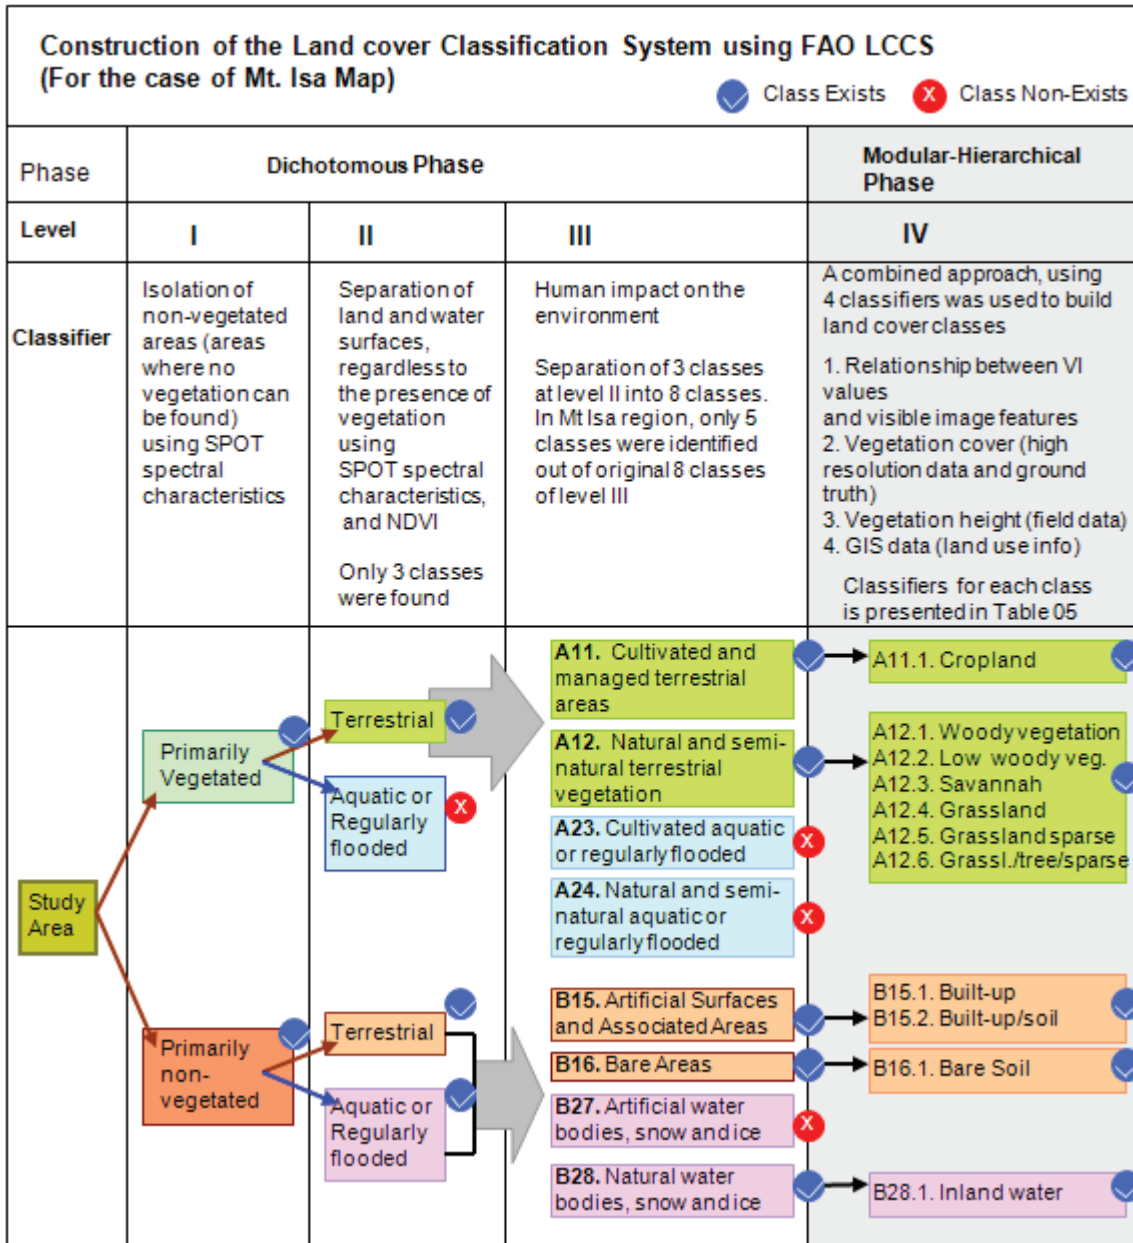 Construction of the Land cover Classification System using FAO LCCS
(For the case of Mt. Isa Map)
Class Exists
X Class Non-Exists
Phase
Dichotomous Phase
Modular-Hierarchical
Phase
Level
I
II
III
IV
Classifier
Isolation of
non-vegetated
areas (areas
where no
vegetation can
be found)
using SPOT
spectral
characteristics
Separation of
land and water
surfaces,
regardless to
the presence of
vegetation
using
SPOT spectral
characteristics,
and NDVI
Only 3 classes
were found
Human impact on the
environment
Separation of 3 classes
at level II into 8 classes.
In Mt Isa region, only 5
classes were identified
out of original 8 classes
of level III
A combined approach, using
4 classifiers was used to build
land cover classes
1. Relationship between VI
values
and visible image features
2. Vegetation cover (high
resolution data and ground
truth)
3. Vegetation height (field data)
4. GIS data (land use info)
Classifiers for each class
is presented in Table 05
Study
Area
Primarily
Vegetated
Primarily
non-
vegetated
Terrestrial
Aquatic or
Regularly
flooded
X
Terrestrial
Aquatic or
Regularly
flooded
A11. Cultivated and
managed terrestrial
areas
A12. Natural and semi-
natural terrestrial
vegetation
A23. Cultivated aquatic
or regularly flooded
X
A24. Natural and semi-
natural aquatic or
regularly flooded
X
B15. Artificial Surfaces
and Associated Areas
B16. Bare Areas
B27. Artificial water
bodies, snow and ice
X
B28. Natural water
bodies, snow and ice
A11.1. Cropland
A12.1. Woody vegetation
A12.2. Low woody veg.
A12.3. Savannah
A12.4. Grassland
A12.5. Grassland sparse
A12.6. Grassl./tree/sparse
B15.1. Built-up
B15.2. Built-up/soil
B16.1. Bare Soil
B28.1. Inland water